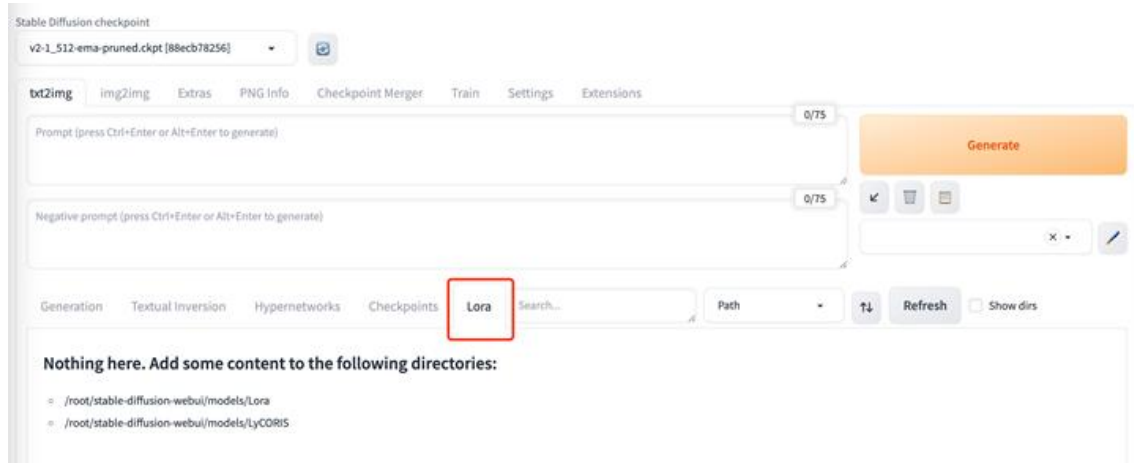 Stable Diffusion checkpoint
v2-1_512-ema-pruned.ckpt [88ecb78256]
txt2img img2img Extras PNG Info Checkpoint Merger Train Settings Extensions
0/75
Prompt (press Ctrl+Enter or Alt+Enter to generate)
Generate
0/75
Negative prompt (press Ctrl+Enter or Alt+Enter to generate)
Generation Textual Inversion Hypernetworks Checkpoints Lora Search... Path Refresh Show dirs
Nothing here. Add some content to the following directories:
/root/stable-diffusion-webui/models/Lora
/root/stable-diffusion-webui/models/LyCORIS